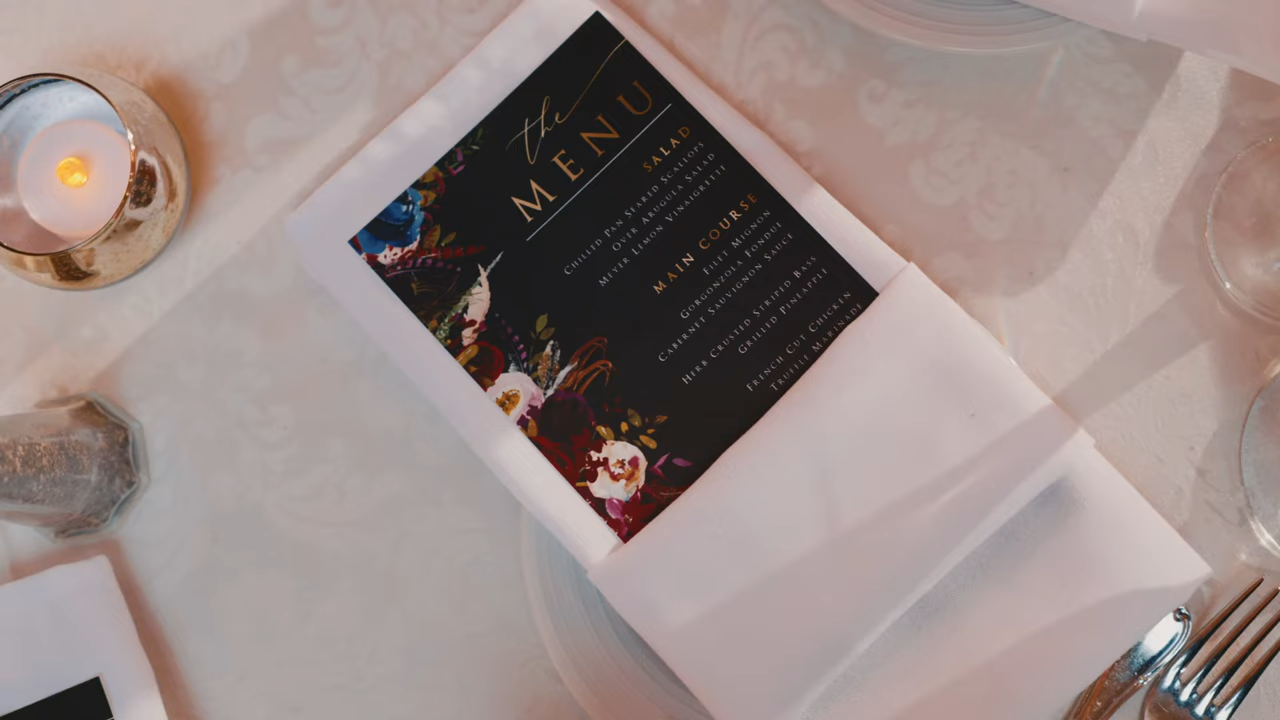 the
MENU
SALAD
CHILLED PAN SEARED SCALLOPS
OVER ARUGULA SALAD
MEYER LEMON VINAIGRETTE
MAIN COURSE
FILET MIGNON
GORGONZOLA FONDUE
CABERNET SAUVIGNON SAUCE
HERB CRUSTED STRIPED BASS
GRILLED PINEAPPLE
FRENCH CUT CHICKEN
TRUFFLE MARINADE